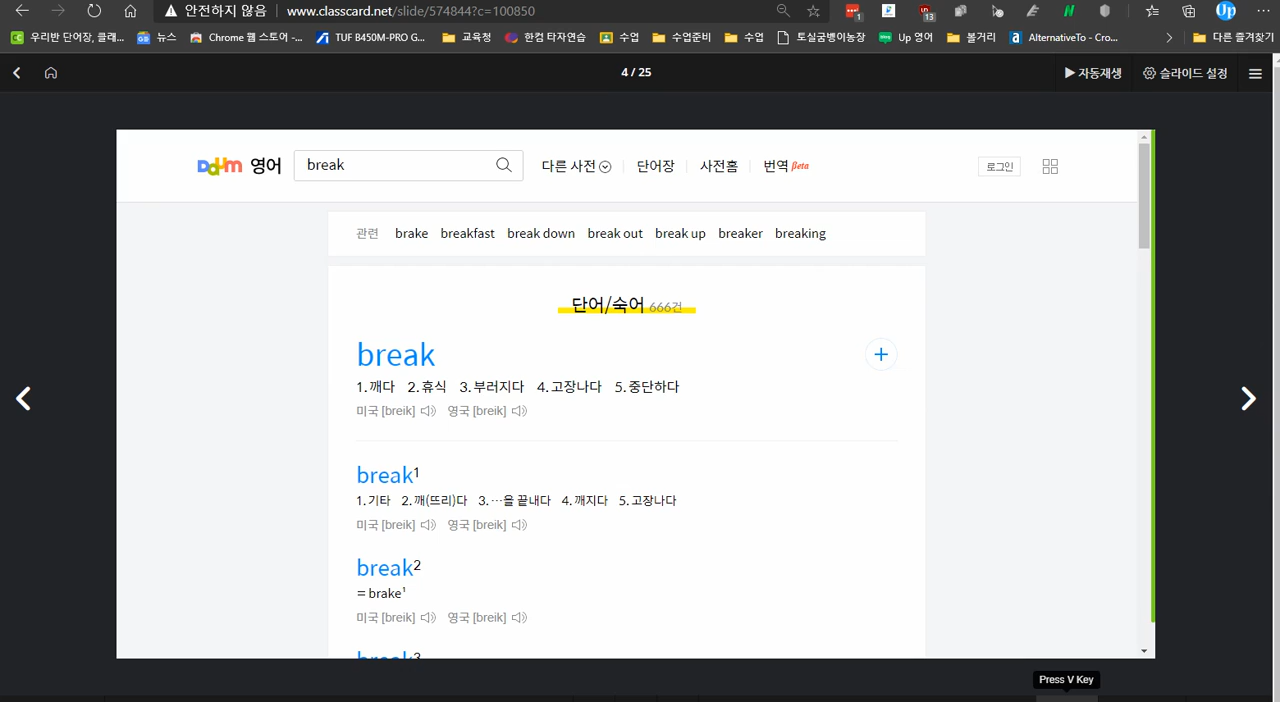 안전하지 않음 www.classcard.net/slide/574844?c=100850 1 13 Up
우리반 단어장, 클래... 뉴스 Chrome 웹 스토어 -... TUF B450M-PRO G... 교육청 한컴 타자연습 수업 수업준비 수업 토실굼벵이농장 Up 영어 볼거리 AlternativeTo - Cro... 다른 즐겨찾기
4 / 25 자동재생 슬라이드 설정
Daum 영어 break 다른 사전 단어장 사전홈 번역 Beta 로그인
관련 brake breakfast break down break out break up breaker breaking
단어/숙어 666건
break
1.깨다 2.휴식 3.부러지다 4.고장나다 5.중단하다
미국 [breik] 영국 [breik]
break1
1.기타 2.깨(뜨리)다 3.…을 끝내다 4.깨지다 5.고장나다
미국 [breik] 영국 [breik]
break2
= brake1
미국 [breik] 영국 [breik]
break3
Press V Key